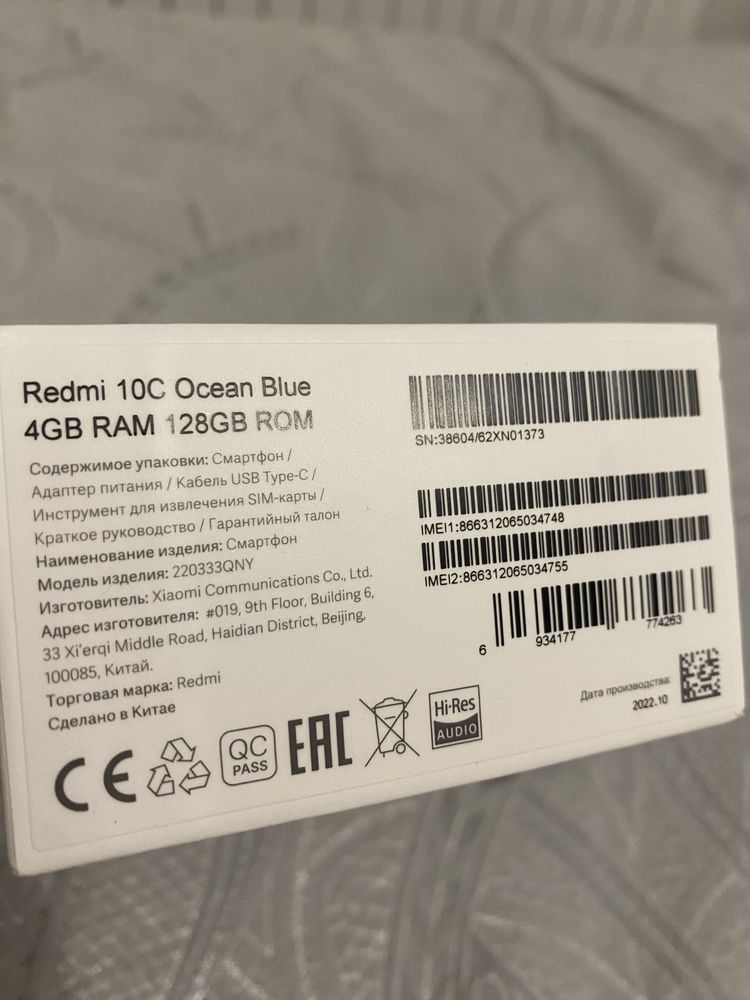 Redmi 10C Ocean Blue
4GB RAM 128GB ROM
Содержимое упаковки: Смартфон /
Адаптер питания / Кабель USB Type-C /
Инструмент для извлечения SIM-карты /
Краткое руководство / Гарантийный талон
Наименование изделия: Смартфон
Модель изделия: 220333QNY
Изготовитель: Xiaomi Communications Co., Ltd.
Адрес изготовителя: #019, 9th Floor, Building 6,
33 Xi'erqi Middle Road, Haidian District, Beijing,
100085, Китай.
Торговая марка: Redmi
Сделано в Китае
CE
QC
PASS
EAC
Hi-Res
AUDIO
SN:38604/62XN01373
IMEI1:866312065034748
IMEI2:866312065034755
6 934177 774263
Дата производства:
2022.10